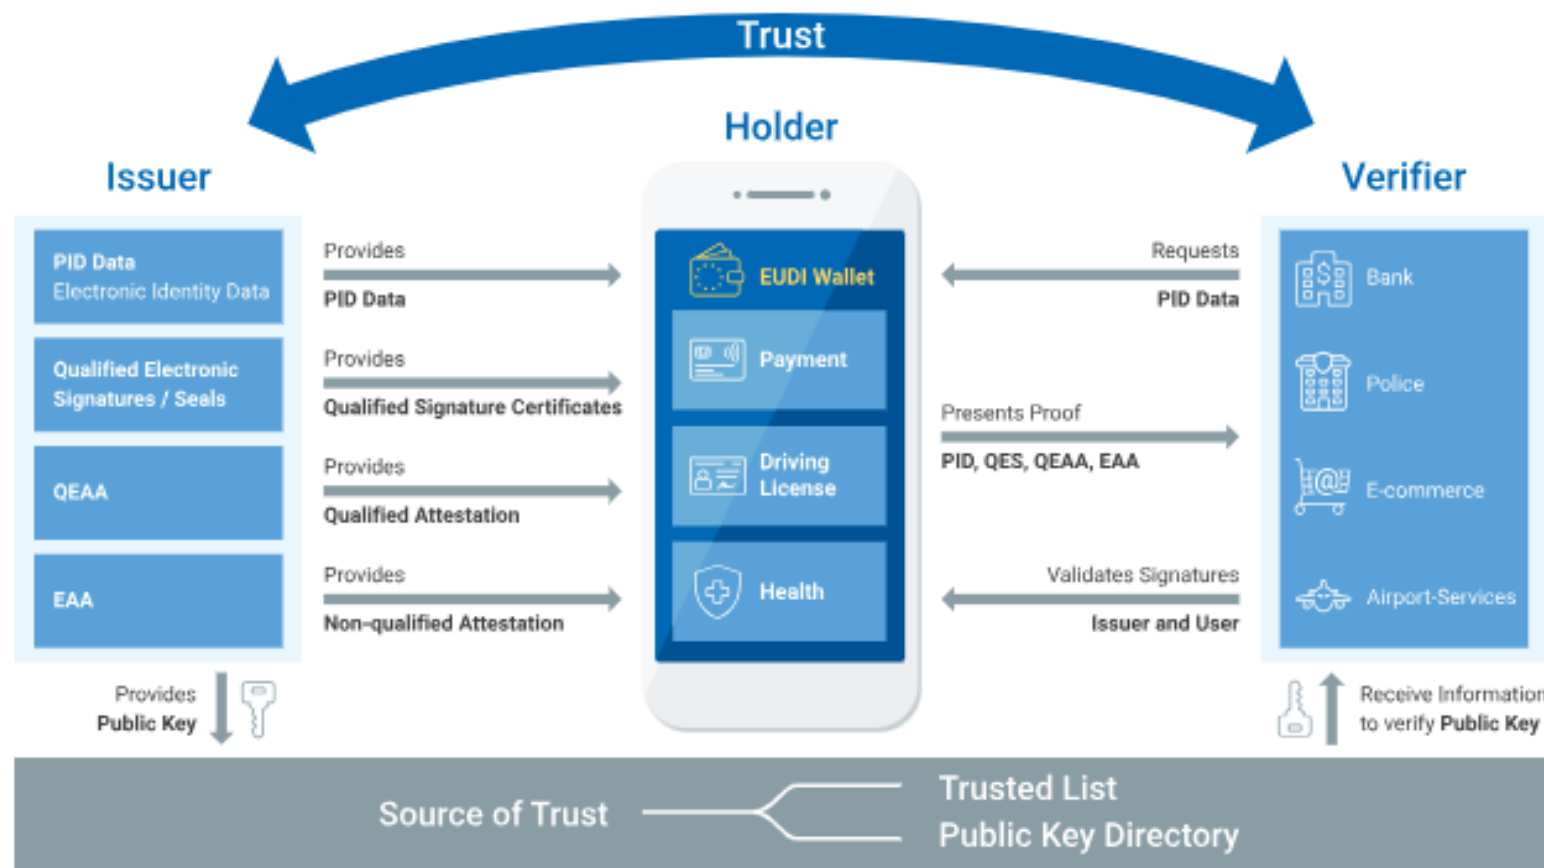 Trust
Holder
Issuer
Verifier
PID Data
Electronic Identity Data
Qualified Electronic
Signatures / Seals
QEAA
EAA
Provides
PID Data
Provides
Qualified Signature Certificates
Provides
Qualified Attestation
Provides
Non-qualified Attestation
EUDI Wallet
Payment
Driving
License
Health
Requests
PID Data
Presents Proof
PID, QES, QEAA, EAA
Validates Signatures
Issuer and User
Bank
Police
E-commerce
Airport-Services
Provides
Public Key
Receive Information
to verify Public Key
Source of Trust
Trusted List
Public Key Directory